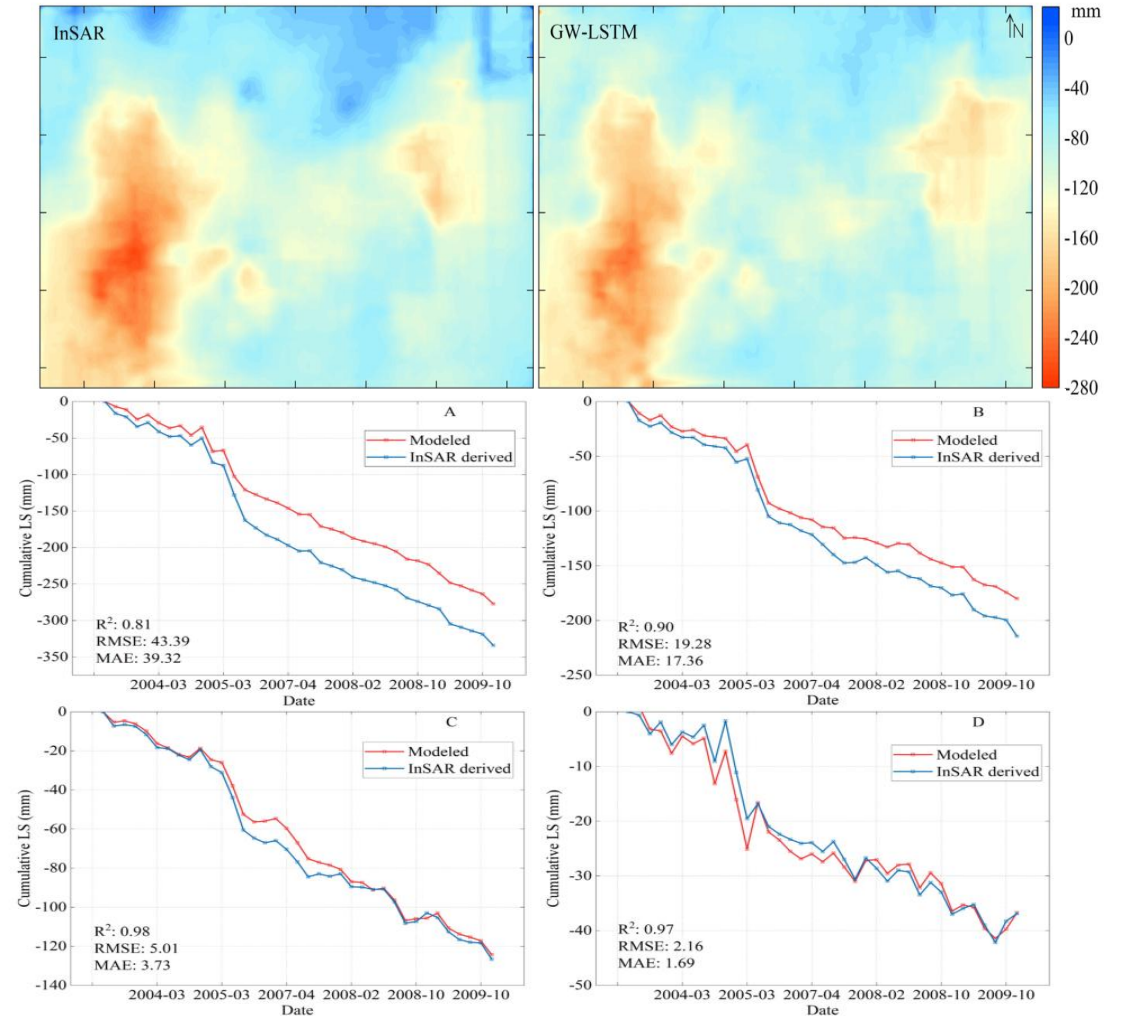 InSAR
GW-LSTM
N
mm
0
-40
-80
-120
-160
-200
-240
-280
A
Modeled
InSAR derived
R²: 0.81
RMSE: 43.39
MAE: 39.32
0
-50
-100
-150
-200
-250
-300
-350
Cumulative LS (mm)
2004-03 2005-03 2007-04 2008-02 2008-10 2009-10
Date
B
Modeled
InSAR derived
R²: 0.90
RMSE: 19.28
MAE: 17.36
0
-50
-100
-150
-200
-250
Cumulative LS (mm)
2004-03 2005-03 2007-04 2008-02 2008-10 2009-10
Date
C
Modeled
InSAR derived
R²: 0.98
RMSE: 5.01
MAE: 3.73
0
-20
-40
-60
-80
-100
-120
-140
Cumulative LS (mm)
2004-03 2005-03 2007-04 2008-02 2008-10 2009-10
Date
D
Modeled
InSAR derived
R²: 0.97
RMSE: 2.16
MAE: 1.69
0
-10
-20
-30
-40
-50
Cumulative LS (mm)
2004-03 2005-03 2007-04 2008-02 2008-10 2009-10
Date